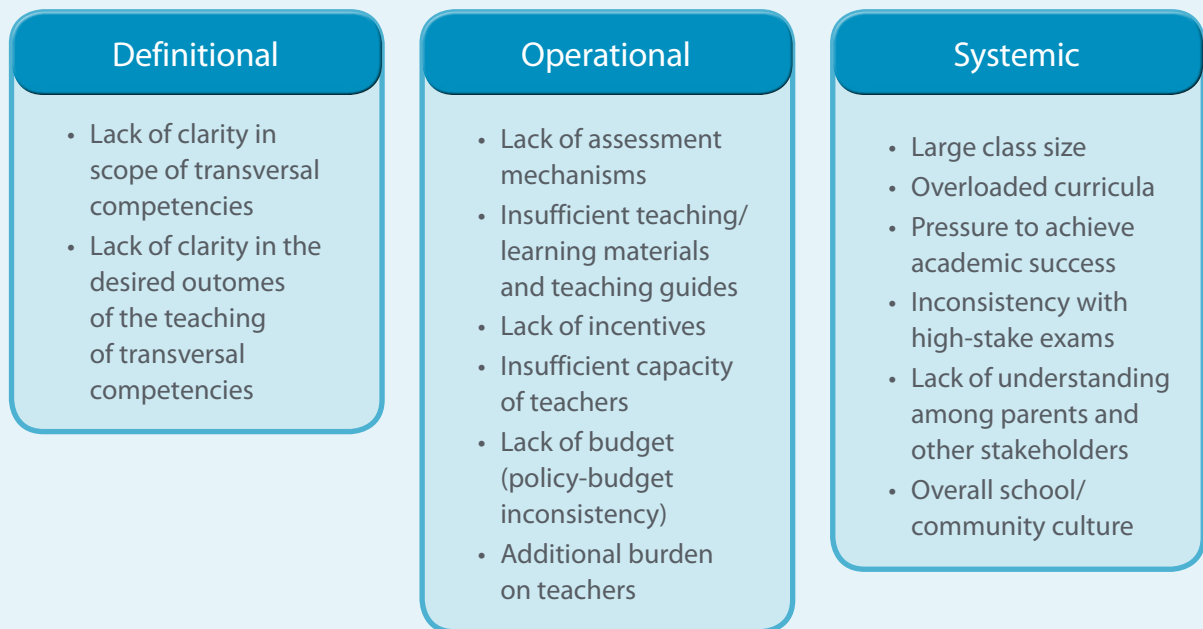 Definitional
• Lack of clarity in
scope of transversal
competencies
• Lack of clarity in the
desired outcomes
of the teaching
of transversal
competencies
Operational
• Lack of assessment
mechanisms
• Insufficient teaching/
learning materials
and teaching guides
• Lack of incentives
• Insufficient capacity
of teachers
• Lack of budget
(policy-budget
inconsistency)
• Additional burden
on teachers
Systemic
• Large class size
• Overloaded curricula
• Pressure to achieve
academic success
• Inconsistency with
high-stake exams
• Lack of understanding
among parents and
other stakeholders
• Overall school/
community culture